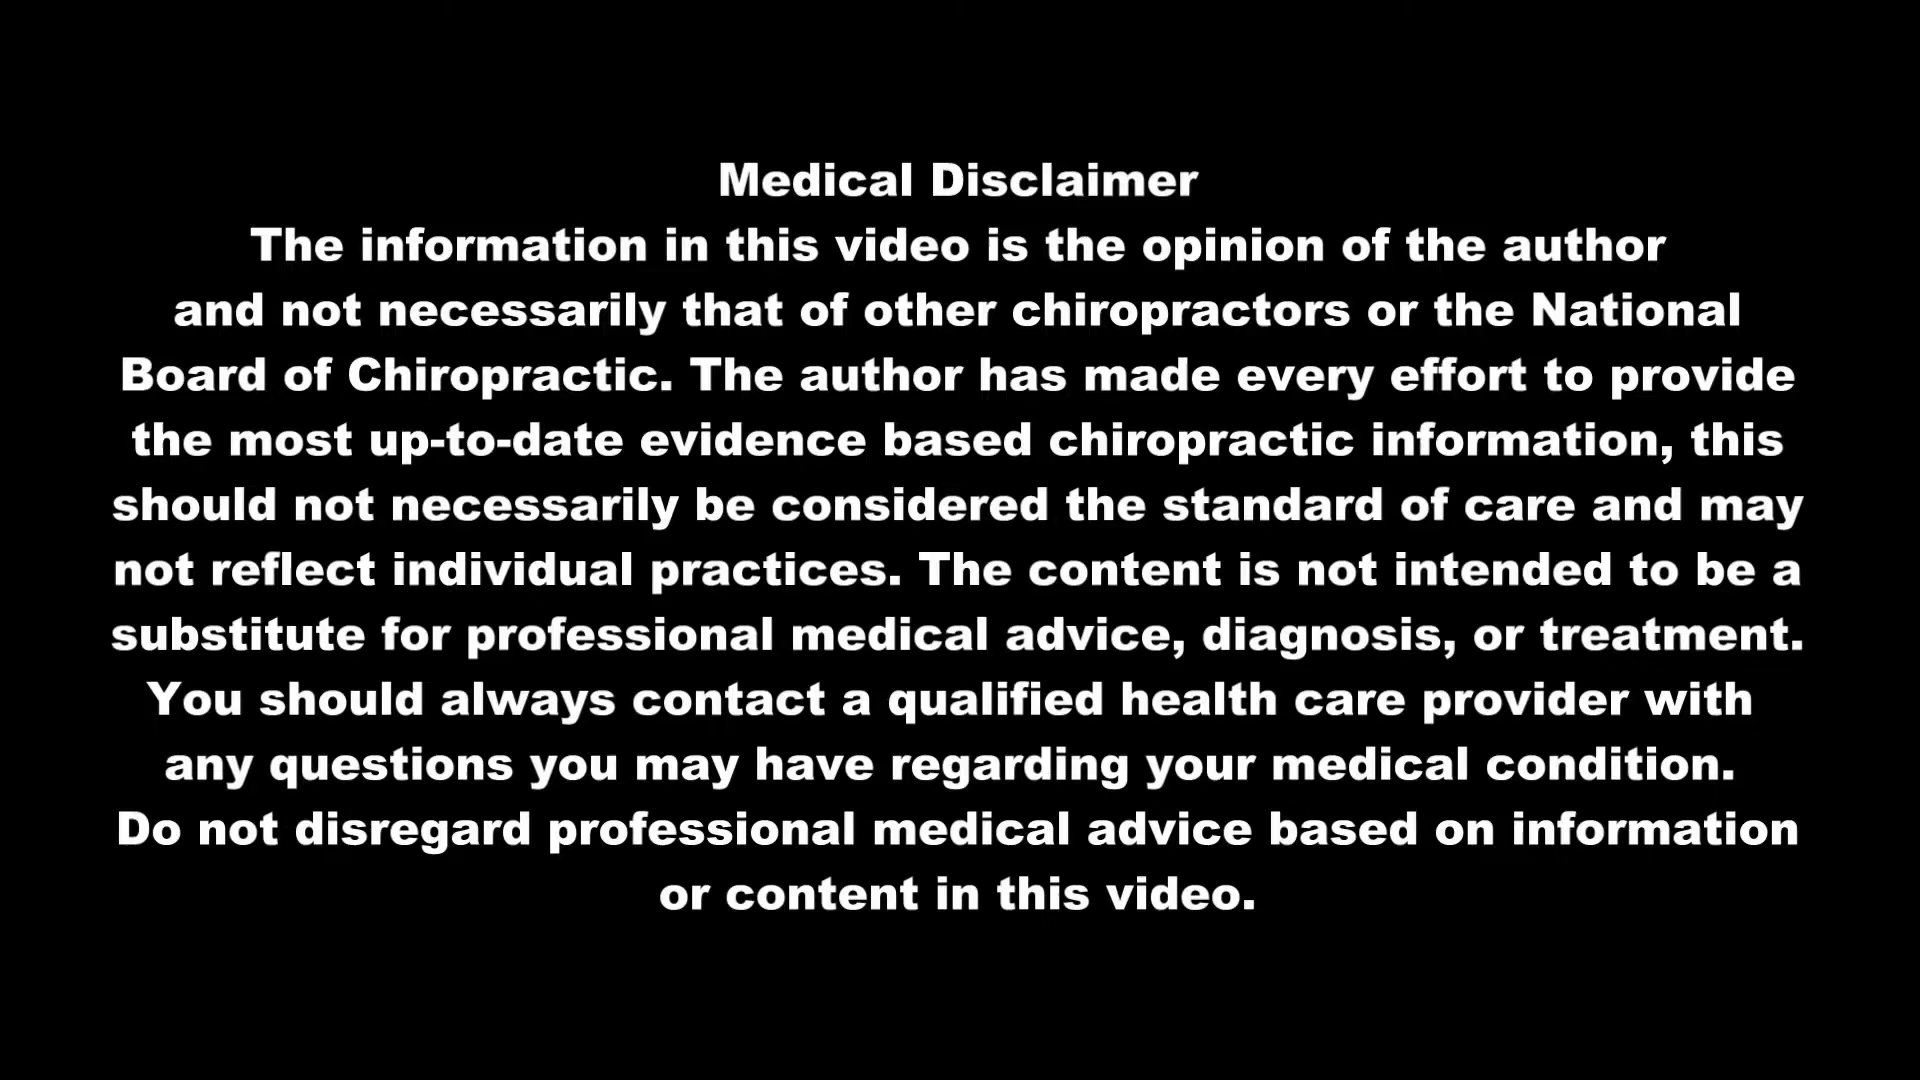 Medical Disclaimer
The information in this video is the opinion of the author
and not necessarily that of other chiropractors or the National
Board of Chiropractic. The author has made every effort to provide
the most up-to-date evidence based chiropractic information, this
should not necessarily be considered the standard of care and may
not reflect individual practices. The content is not intended to be a
substitute for professional medical advice, diagnosis, or treatment.
You should always contact a qualified health care provider with
any questions you may have regarding your medical condition.
Do not disregard professional medical advice based on information
or content in this video.